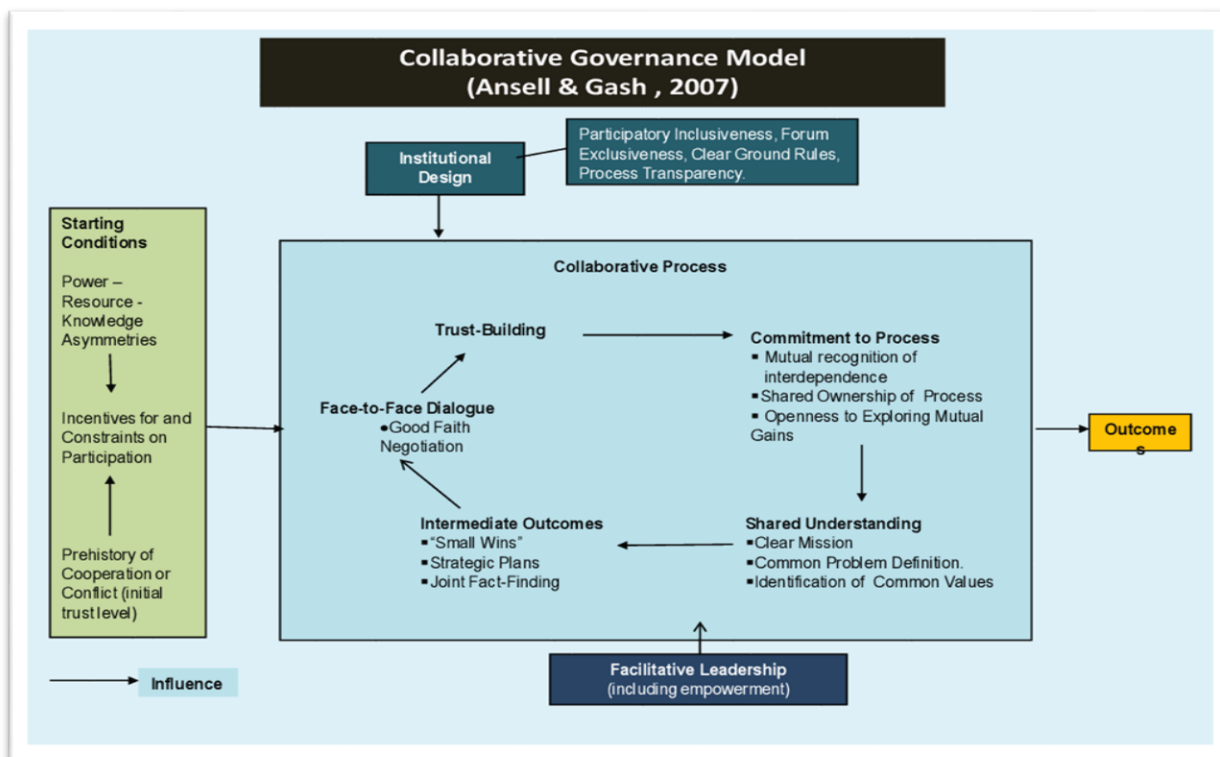 Collaborative Governance Model
(Ansell & Gash , 2007)
Institutional
Design
Participatory Inclusiveness, Forum
Exclusiveness, Clear Ground Rules,
Process Transparency.
Starting
Conditions
Power –
Resource -
Knowledge
Asymmetries
Incentives for and
Constraints on
Participation
Prehistory of
Cooperation or
Conflict (initial
trust level)
Collaborative Process
Trust-Building
Commitment to Process
▪ Mutual recognition of
interdependence
▪Shared Ownership of Process
▪ Openness to Exploring Mutual
Gains
Face-to-Face Dialogue
●Good Faith
Negotiation
Intermediate Outcomes
▪"Small Wins"
▪Strategic Plans
▪Joint Fact-Finding
Shared Understanding
▪Clear Mission
▪Common Problem Definition.
▪Identification of Common Values
Outcome
s
Facilitative Leadership
(including empowerment)
Influence